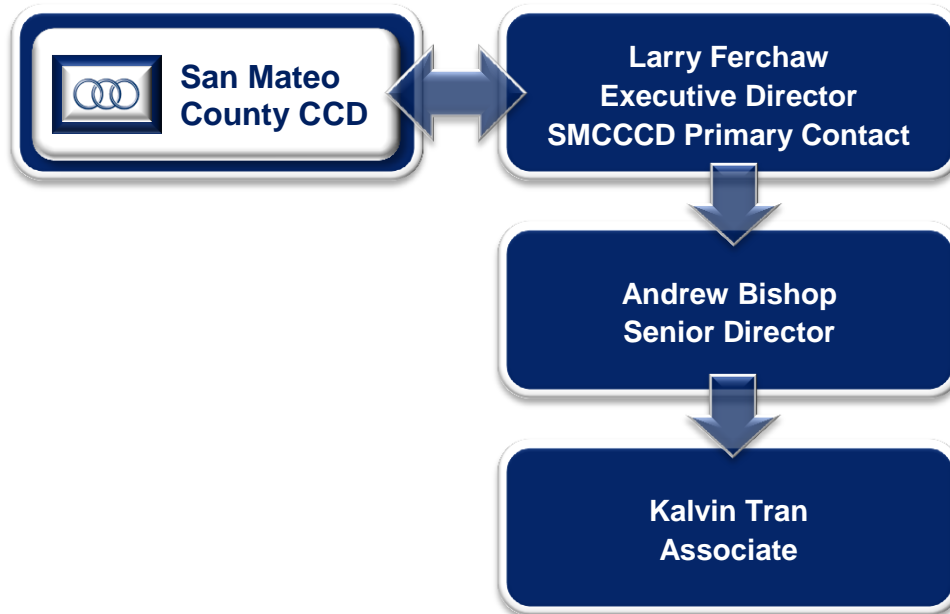 San Mateo
County CCD
Larry Ferchaw
Executive Director
SMCCCD Primary Contact
Andrew Bishop
Senior Director
Kalvin Tran
Associate